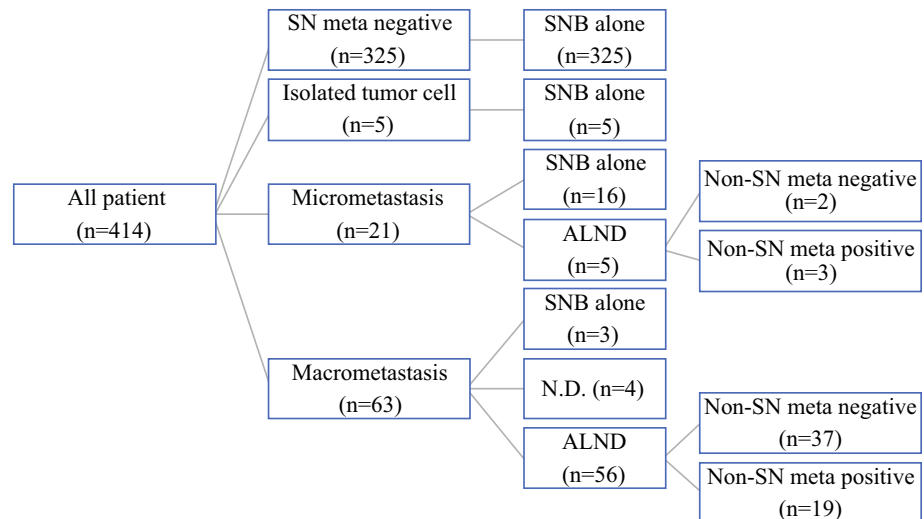 All patient
(n=414)
SN meta negative
(n=325)
SNB alone
(n=325)
Isolated tumor cell
(n=5)
SNB alone
(n=5)
Micrometastasis
(n=21)
SNB alone
(n=16)
ALND
(n=5)
Non-SN meta negative
(n=2)
Non-SN meta positive
(n=3)
Macrometastasis
(n=63)
SNB alone
(n=3)
N.D. (n=4)
ALND
(n=56)
Non-SN meta negative
(n=37)
Non-SN meta positive
(n=19)